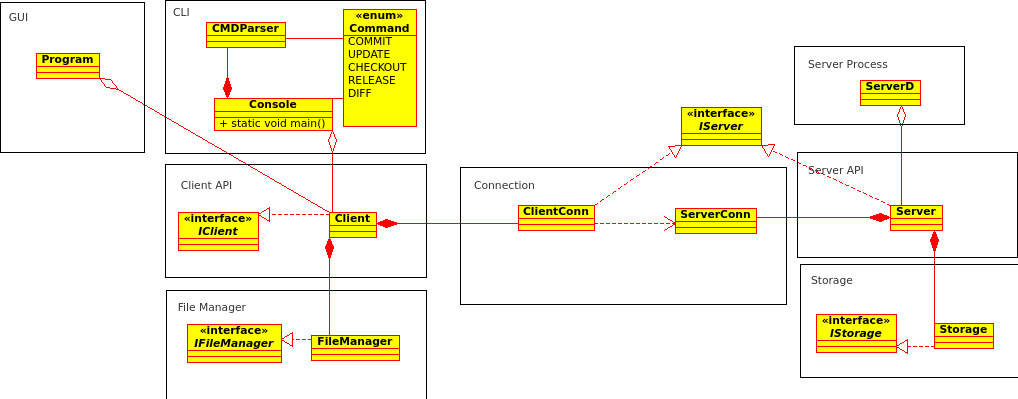 GUI
Program
CLI
CMDParser
«enum»
Command
COMMIT
UPDATE
CHECKOUT
RELEASE
DIFF
Console
+ static void main()
Client API
«interface»
IClient
Client
File Manager
«interface»
IFileManager
FileManager
Connection
ClientConn
ServerConn
«interface»
IServer
Server Process
ServerD
Server API
Server
Storage
«interface»
IStorage
Storage